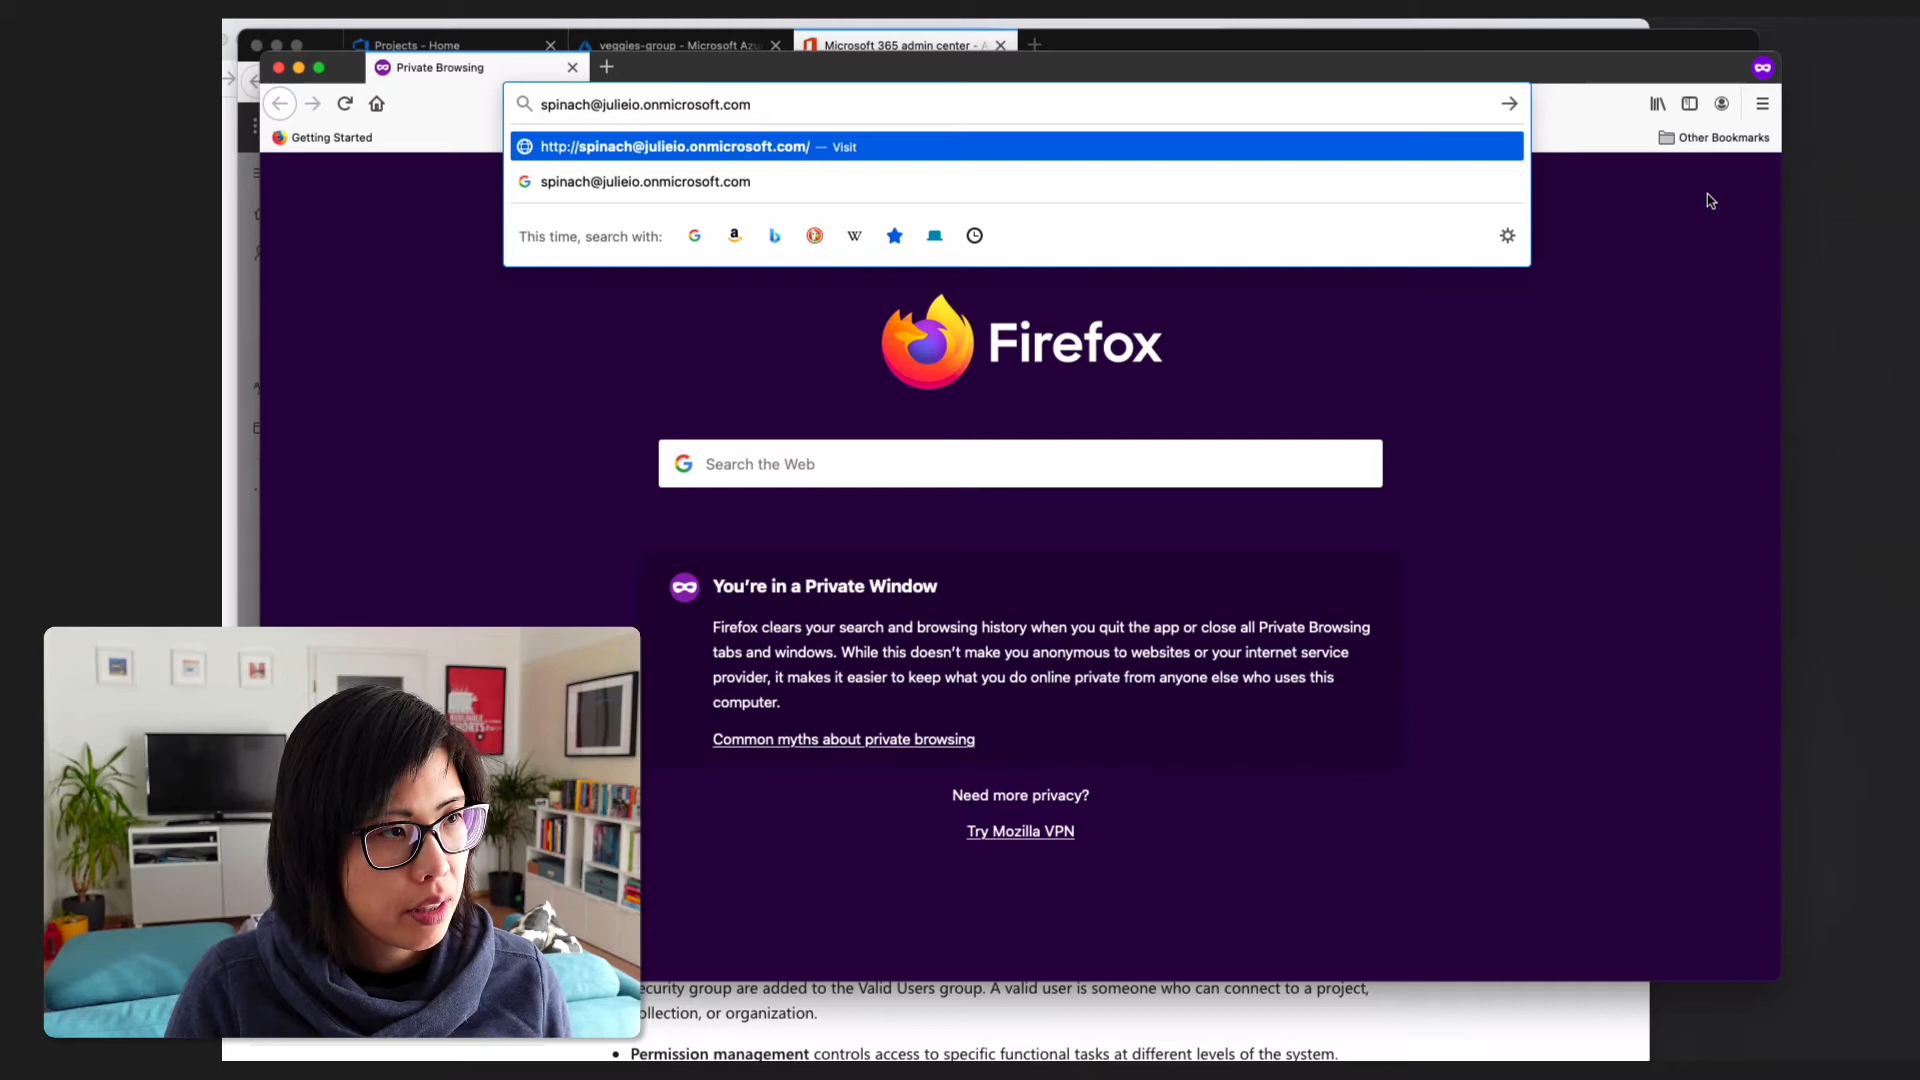 Projects - Home
veggies-group - Microsoft Azu
Microsoft 365 admin center - A
Private Browsing
spinach@julieio.onmicrosoft.com
Getting Started
Other Bookmarks
http://spinach@julieio.onmicrosoft.com/ — Visit
spinach@julieio.onmicrosoft.com
This time, search with:
Firefox
Search the Web
You're in a Private Window
Firefox clears your search and browsing history when you quit the app or close all Private Browsing
tabs and windows. While this doesn't make you anonymous to websites or your internet service
provider, it makes it easier to keep what you do online private from anyone else who uses this
computer.
Common myths about private browsing
Need more privacy?
Try Mozilla VPN
ecurity group are added to the Valid Users group. A valid user is someone who can connect to a project,
ollection, or organization.
• Permission management controls access to specific functional tasks at different levels of the system.